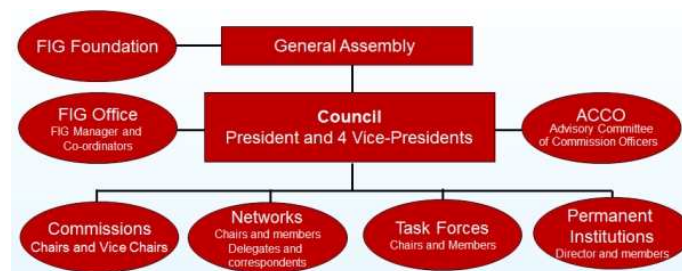 FIG Foundation
General Assembly
FIG Office
FIG Manager and
Co-ordinators
Council
President and 4 Vice-Presidents
ACCO
Advisory Committee
of Commission Officers
Commissions
Chairs and Vice Chairs
Networks
Chairs and members
Delegates and
correspondents
Task Forces
Chairs and Members
Permanent
Institutions
Director and members